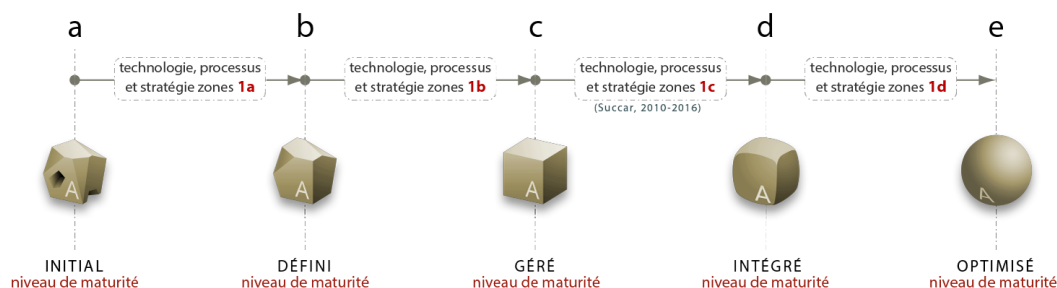 a
b
c
d
e
technologie, processus
et stratégie zones 1a
technologie, processus
et stratégie zones 1b
technologie, processus
et stratégie zones 1c
(Succar, 2010-2016)
technologie, processus
et stratégie zones 1d
A
A
A
A
A
INITIAL
niveau de maturité
DÉFINI
niveau de maturité
GÉRÉ
niveau de maturité
INTÉGRÉ
niveau de maturité
OPTIMISÉ
niveau de maturité